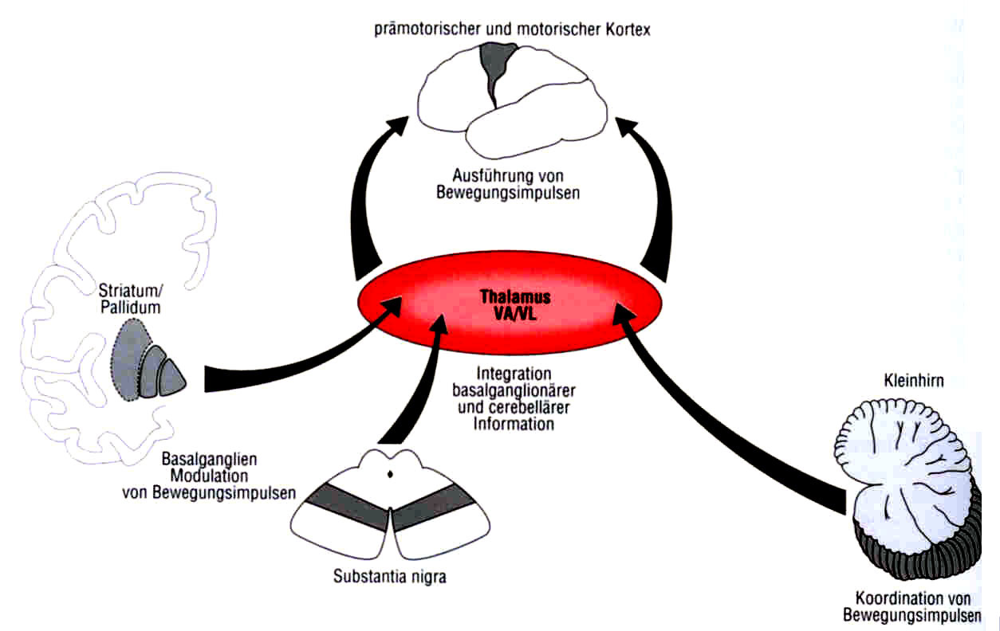 prämotorischer und motorischer Kortex
Ausführung von
Bewegungsimpulsen
Striatum/
Pallidum
Thalamus
VA/VL
Integration
basalganglionärer
und cerebellärer
Information
Kleinhirn
Basalganglien
Modulation
von Bewegungsimpulsen
Substantia nigra
Koordination von
Bewegungsimpulsen